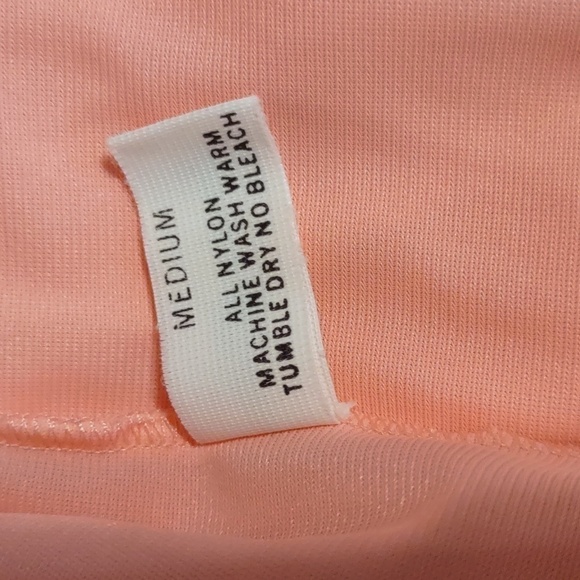 MEDIUM
ALL NYLON
MACHINE WASH WARM
TUMBLE DRY NO BLEACH